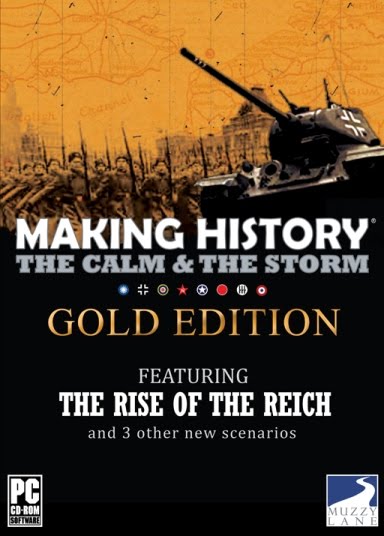 MAKING HISTORY®
THE CALM & THE STORM
GOLD EDITION
FEATURING
THE RISE OF THE REICH
and 3 other new scenarios
PC
CD-ROM
SOFTWARE
MUZZY
LANE